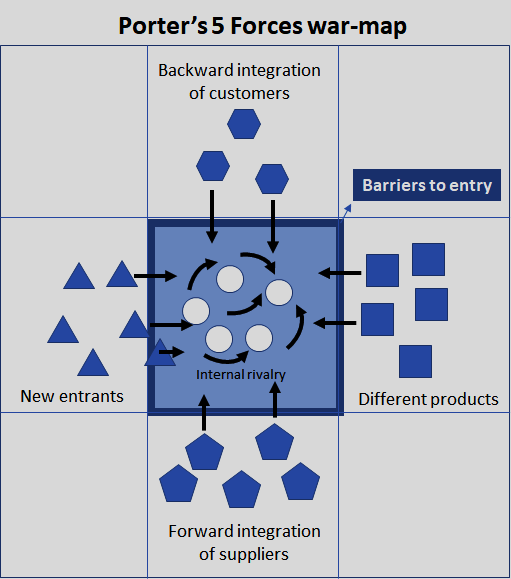 Porter's 5 Forces war-map
Backward integration
of customers
Barriers to entry
Internal rivalry
New entrants
Different products
Forward integration
of suppliers